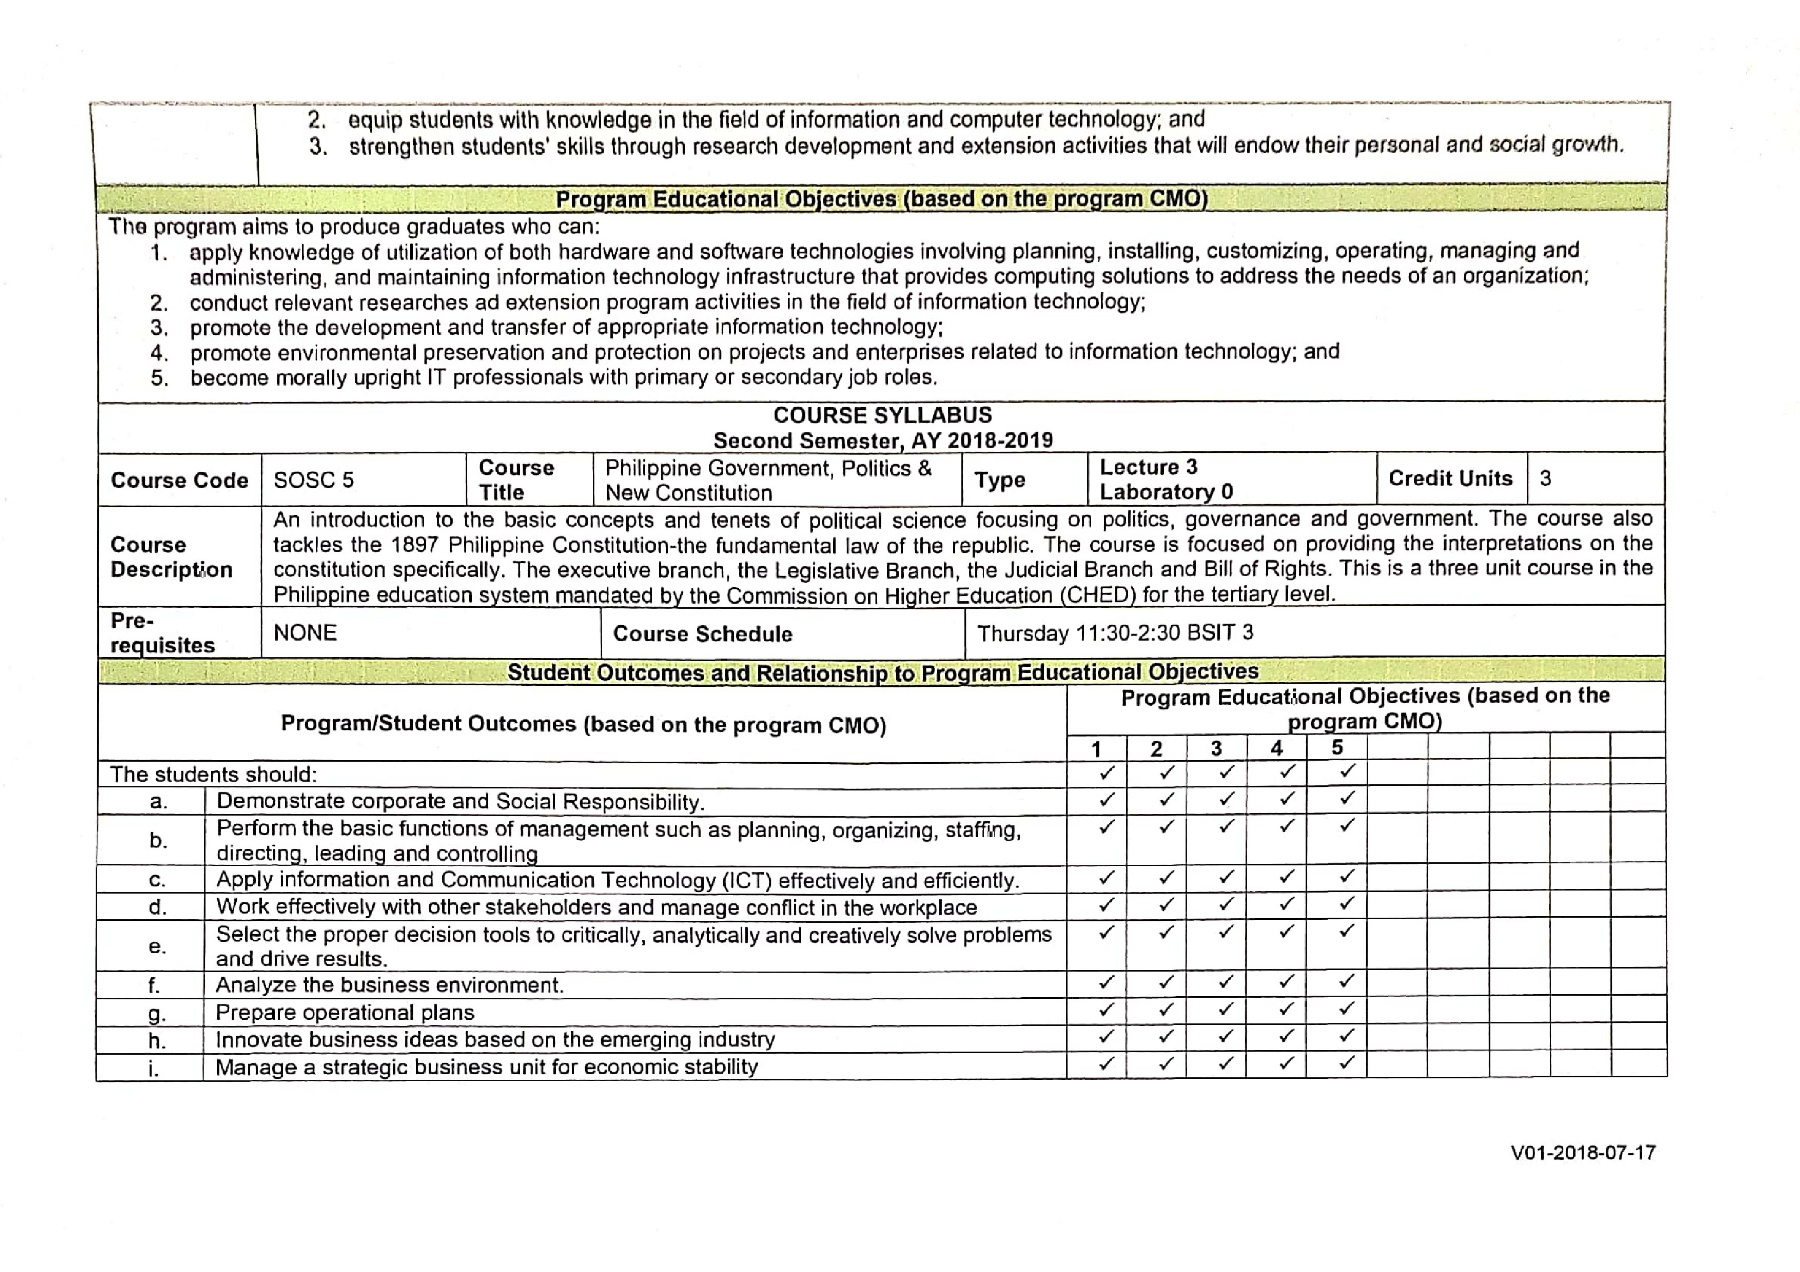 2. equip students with knowledge in the field of information and computer technology; and
3. strengthen students' skills through research development and extension activities that will endow their personal and social growth.
Program Educational Objectives (based on the program CMO)
The program aims to produce graduates who can:
1. apply knowledge of utilization of both hardware and software technologies involving planning, installing, customizing, operating, managing and
administering, and maintaining information technology infrastructure that provides computing solutions to address the needs of an organization;
2. conduct relevant researches ad extension program activities in the field of information technology;
3. promote the development and transfer of appropriate information technology;
4. promote environmental preservation and protection on projects and enterprises related to information technology; and
5. become morally upright IT professionals with primary or secondary job roles.
COURSE SYLLABUS
Second Semester, AY 2018-2019
Course Code SOSC 5 Course Title Philippine Government, Politics & New Constitution Type Lecture 3 Laboratory 0 Credit Units 3
Course Description
An introduction to the basic concepts and tenets of political science focusing on politics, governance and government. The course also
tackles the 1897 Philippine Constitution-the fundamental law of the republic. The course is focused on providing the interpretations on the
constitution specifically. The executive branch, the Legislative Branch, the Judicial Branch and Bill of Rights. This is a three unit course in the
Philippine education system mandated by the Commission on Higher Education (CHED) for the tertiary level.
Pre-requisites NONE Course Schedule Thursday 11:30-2:30 BSIT 3
Student Outcomes and Relationship to Program Educational Objectives
Program/Student Outcomes (based on the program CMO)
Program Educational Objectives (based on the
program CMO)
1 2 3 4 5
The students should: ✓ ✓ ✓ ✓ ✓
a. Demonstrate corporate and Social Responsibility. ✓ ✓ ✓ ✓ ✓
b. Perform the basic functions of management such as planning, organizing, staffing, ✓ ✓ ✓ ✓ ✓
directing, leading and controlling
c. Apply information and Communication Technology (ICT) effectively and efficiently. ✓ ✓ ✓ ✓ ✓
d. Work effectively with other stakeholders and manage conflict in the workplace ✓ ✓ ✓ ✓ ✓
e. Select the proper decision tools to critically, analytically and creatively solve problems ✓ ✓ ✓ ✓ ✓
and drive results.
f. Analyze the business environment. ✓ ✓ ✓ ✓ ✓
g. Prepare operational plans ✓ ✓ ✓ ✓ ✓
h. Innovate business ideas based on the emerging industry ✓ ✓ ✓ ✓ ✓
i. Manage a strategic business unit for economic stability ✓ ✓ ✓ ✓ ✓
V01-2018-07-17